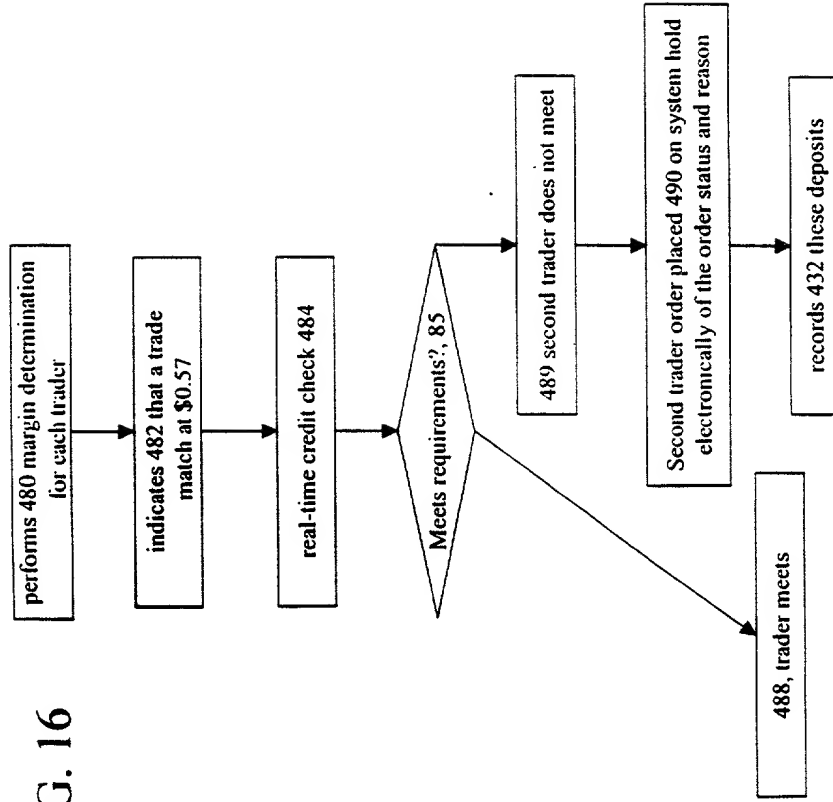 G. 16
performs 480 margin determination
for each trader
indicates 482 that a trade
match at $0.57
real-time credit check 484
Meets requirements?, 85
489 second trader does not meet
Second trader order placed 490 on system hold
electronically of the order status and reason
records 432 these deposits
488, trader meets